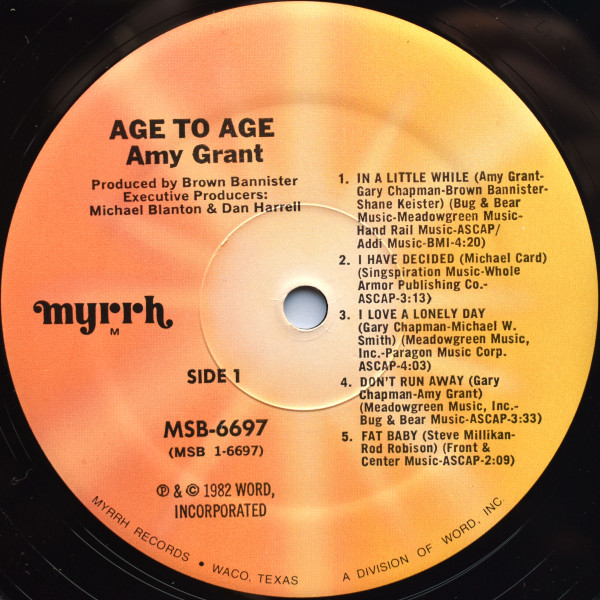 AGE TO AGE
Amy Grant
Produced by Brown Bannister
Executive Producers:
Michael Blanton & Dan Harrell
myrrh
M
SIDE 1
MSB-6697
(MSB 1-6697)
℗ & © 1982 WORD,
INCORPORATED
1. IN A LITTLE WHILE (Amy Grant-
Gary Chapman-Brown Bannister-
Shane Keister) (Bug & Bear
Music-Meadowgreen Music-
Hand Rail Music-ASCAP/
Addi Music-BMI-4:20)
2. I HAVE DECIDED (Michael Card)
(Singspiration Music-Whole
Armor Publishing Co.-
ASCAP-3:13)
3. I LOVE A LONELY DAY
(Gary Chapman-Michael W.
Smith) (Meadowgreen Music,
Inc.-Paragon Music Corp.
ASCAP-4:03)
4. DON'T RUN AWAY (Gary
Chapman-Amy Grant)
(Meadowgreen Music, Inc.-
Bug & Bear Music-ASCAP-3:33)
5. FAT BABY (Steve Millikan-
Rod Robison) (Front &
Center Music-ASCAP-2:09)
MYRRH RECORDS • WACO, TEXAS A DIVISION OF WORD, INC.